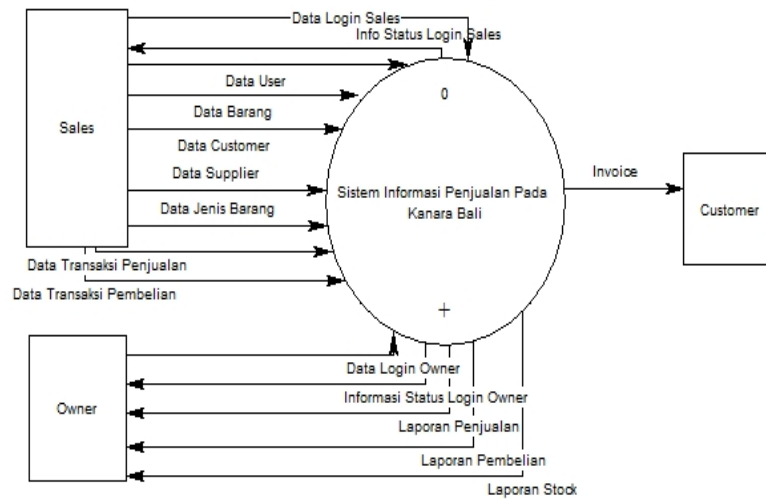 Data Login Sales
Info Status Login Sales
Data User
0
Data Barang
Sales
Data Customer
Data Supplier
Invoice
Sistem Informasi Penjualan Pada
Kanara Bali
Data Jenis Barang
Customer
Data Transaksi Penjualan
Data Transaksi Pembelian
+
Data Login Owner
Informasi Status Login Owner
Owner
Laporan Penjualan
Laporan Pembelian
Laporan Stock